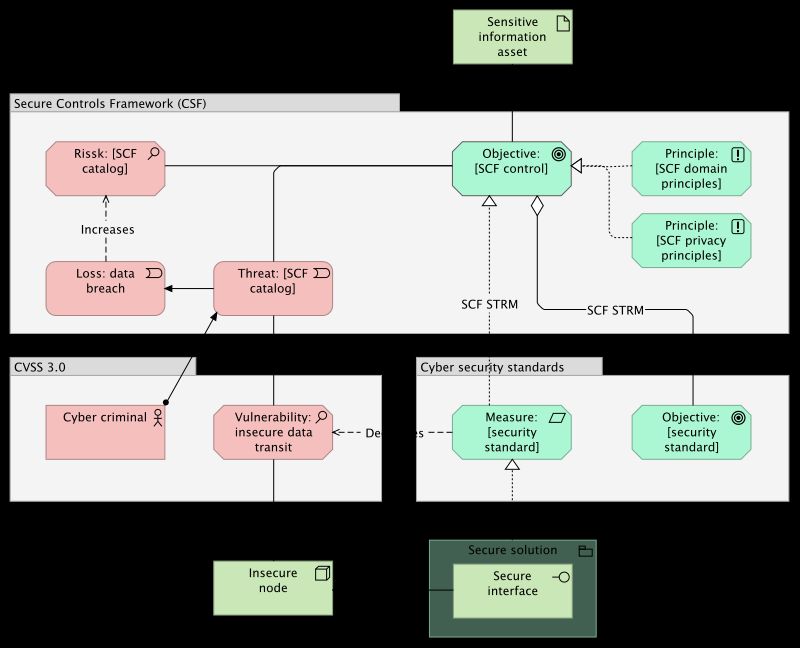 Sensitive
information
asset
Secure Controls Framework (CSF)
Rissk: [SCF
catalog]
Objective:
[SCF control]
Principle:
[SCF domain
principles]
Principle:
[SCF privacy
principles]
Increases
Loss: data
breach
Threat: [SCF
catalog]
SCF STRM
SCF STRM
CVSS 3.0
Cyber security standards
Cyber criminal
Vulnerability:
insecure data
transit
Measure:
[security
standard]
Objective:
[security
standard]
Insecure
node
Secure solution
Secure
interface